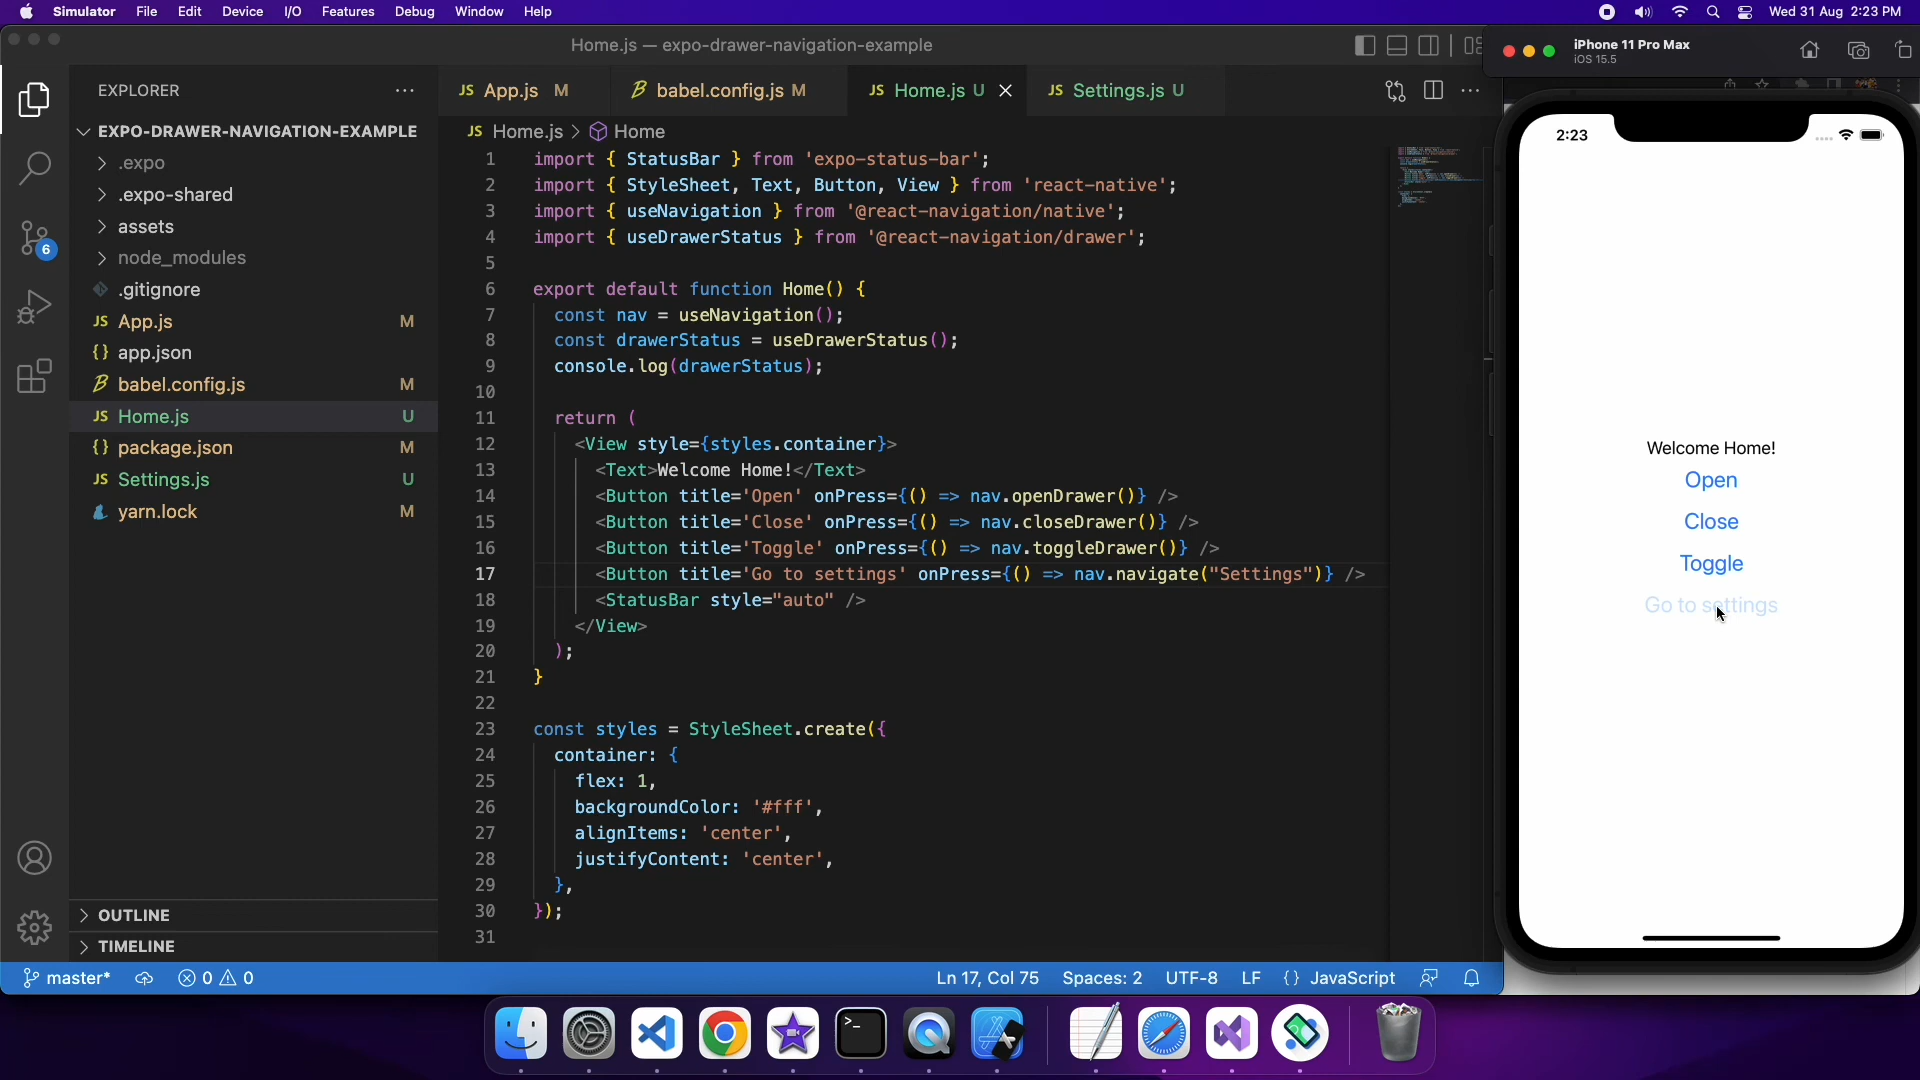 Simulator File Edit Device I/O Features Debug Window Help
Wed 31 Aug 2:23 PM
Home.js — expo-drawer-navigation-example
iPhone 11 Pro Max
iOS 15.5
EXPLORER
JS App.js M
babel.config.js M
JS Home.js U
JS Settings.js U
EXPO-DRAWER-NAVIGATION-EXAMPLE
JS Home.js > Home
.expo
.expo-shared
assets
node_modules
.gitignore
JS App.js M
{} app.json
babel.config.js M
JS Home.js U
{} package.json M
JS Settings.js U
yarn.lock M
6
OUTLINE
TIMELINE
1 import { StatusBar } from 'expo-status-bar';
2 import { StyleSheet, Text, Button, View } from 'react-native';
3 import { useNavigation } from '@react-navigation/native';
4 import { useDrawerStatus } from '@react-navigation/drawer';
5
6 export default function Home() {
7 const nav = useNavigation();
8 const drawerStatus = useDrawerStatus();
9 console.log(drawerStatus);
10
11 return (
12 <View style={styles.container}>
13 <Text>Welcome Home!</Text>
14 <Button title='Open' onPress={() => nav.openDrawer()} />
15 <Button title='Close' onPress={() => nav.closeDrawer()} />
16 <Button title='Toggle' onPress={() => nav.toggleDrawer()} />
17 <Button title='Go to settings' onPress={() => nav.navigate("Settings")} />
18 <StatusBar style="auto" />
19 </View>
20 );
21 }
22
23 const styles = StyleSheet.create({
24 container: {
25 flex: 1,
26 backgroundColor: '#fff',
27 alignItems: 'center',
28 justifyContent: 'center',
29 },
30 });
31
2:23
Welcome Home!
Open
Close
Toggle
Go to settings
master* 0 0 Ln 17, Col 75 Spaces: 2 UTF-8 LF {} JavaScript